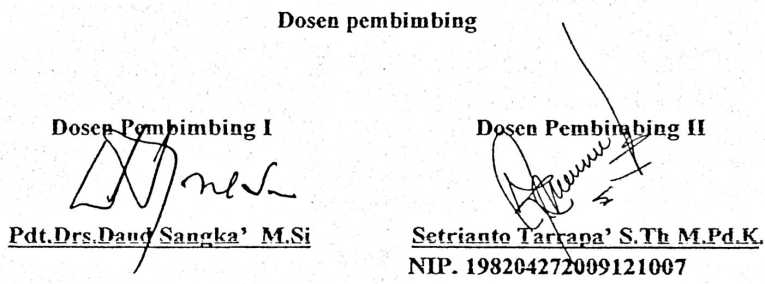 Dosen pembimbing
Dosen Pembimbing I
Dosen Pembimbing II
Pdt.Drs.Daud Sangka' M.Si
Setrianto Tarrapa' S.Th M.Pd.K.
NIP. 198204272009121007